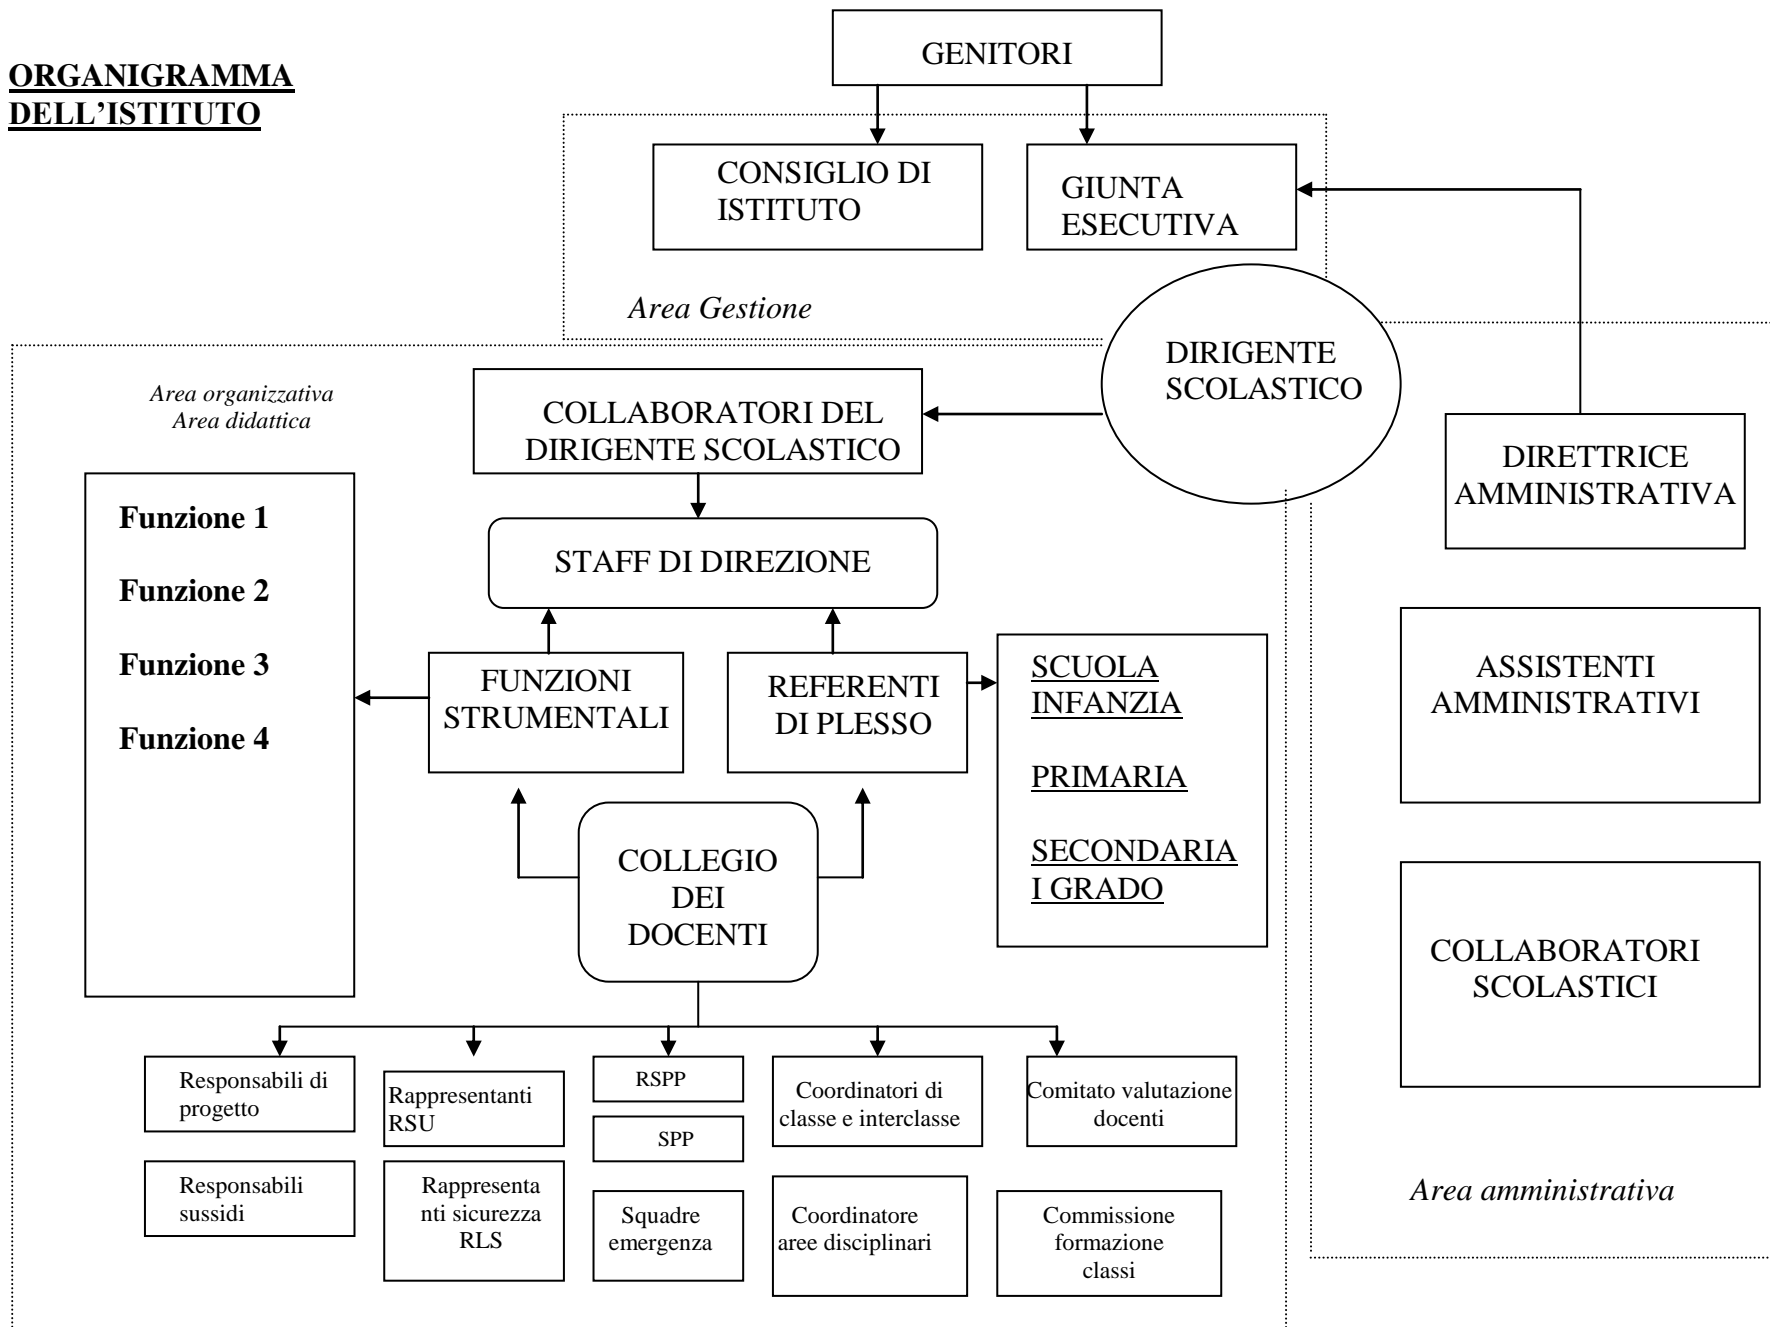 ORGANIGRAMMA
DELL'ISTITUTO
GENITORI
CONSIGLIO DI
ISTITUTO
GIUNTA
ESECUTIVA
Area Gestione
DIRIGENTE
SCOLASTICO
Area organizzativa
Area didattica
COLLABORATORI DEL
DIRIGENTE SCOLASTICO
DIRETTRICE
AMMINISTRATIVA
Funzione 1
Funzione 2
Funzione 3
Funzione 4
STAFF DI DIREZIONE
FUNZIONI
STRUMENTALI
REFERENTI
DI PLESSO
SCUOLA
INFANZIA
PRIMARIA
SECONDARIA
I GRADO
ASSISTENTI
AMMINISTRATIVI
COLLEGIO
DEI
DOCENTI
COLLABORATORI
SCOLASTICI
Responsabili di
progetto
Rappresentanti
RSU
RSPP
SPP
Coordinatori di
classe e interclasse
Comitato valutazione
docenti
Responsabili
sussidi
Rappresenta
nti sicurezza
RLS
Squadre
emergenza
Coordinatore
aree disciplinari
Commissione
formazione
classi
Area amministrativa